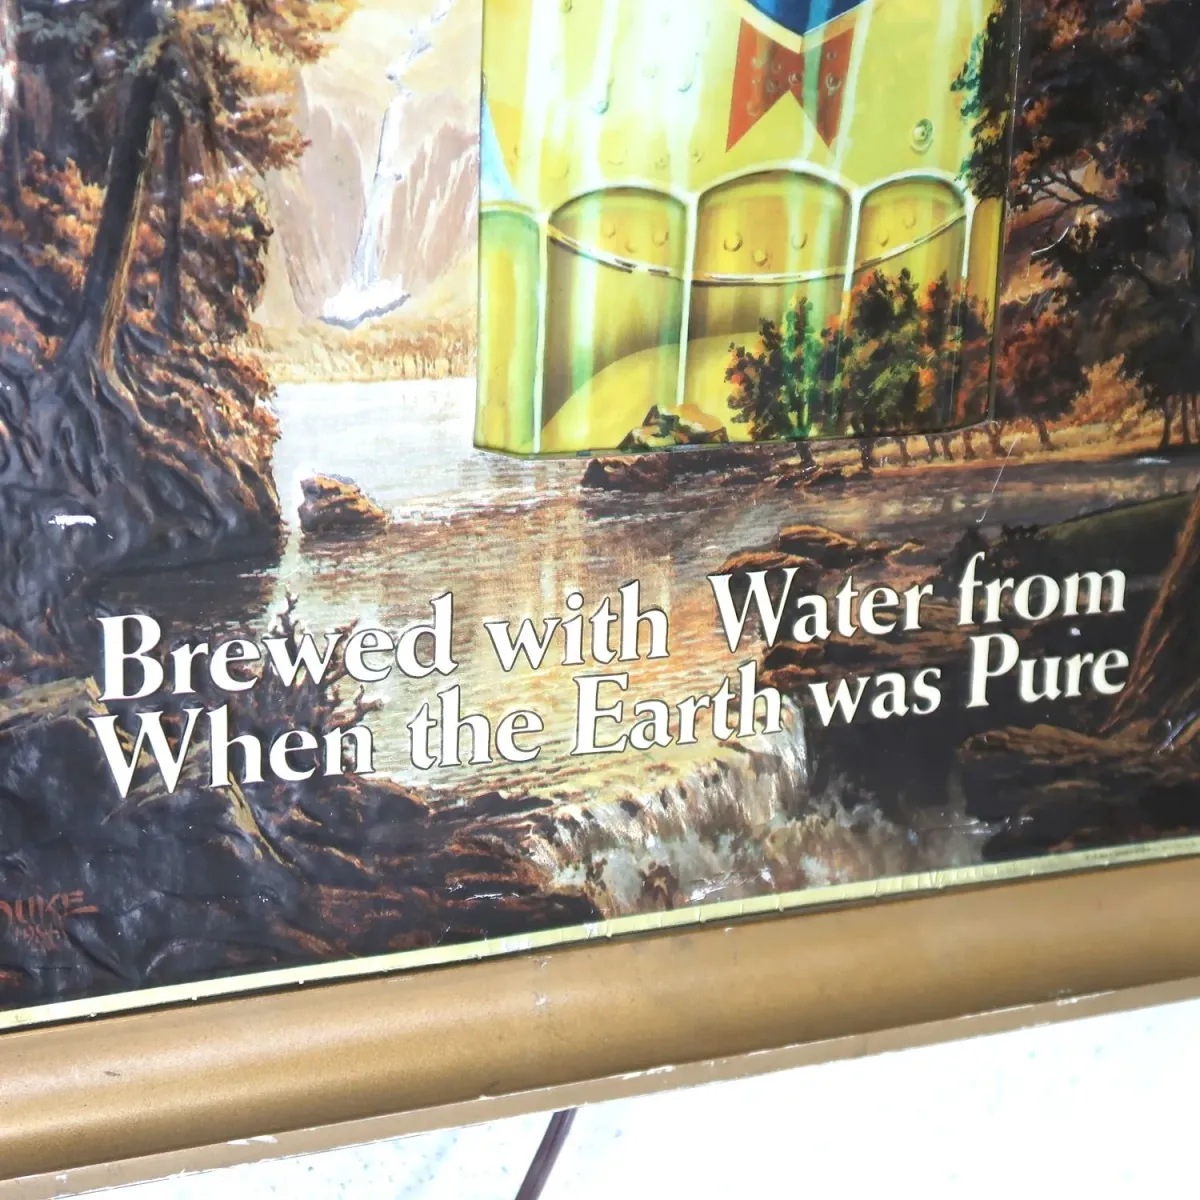 Brewed with Water from
When the Earth was Pure